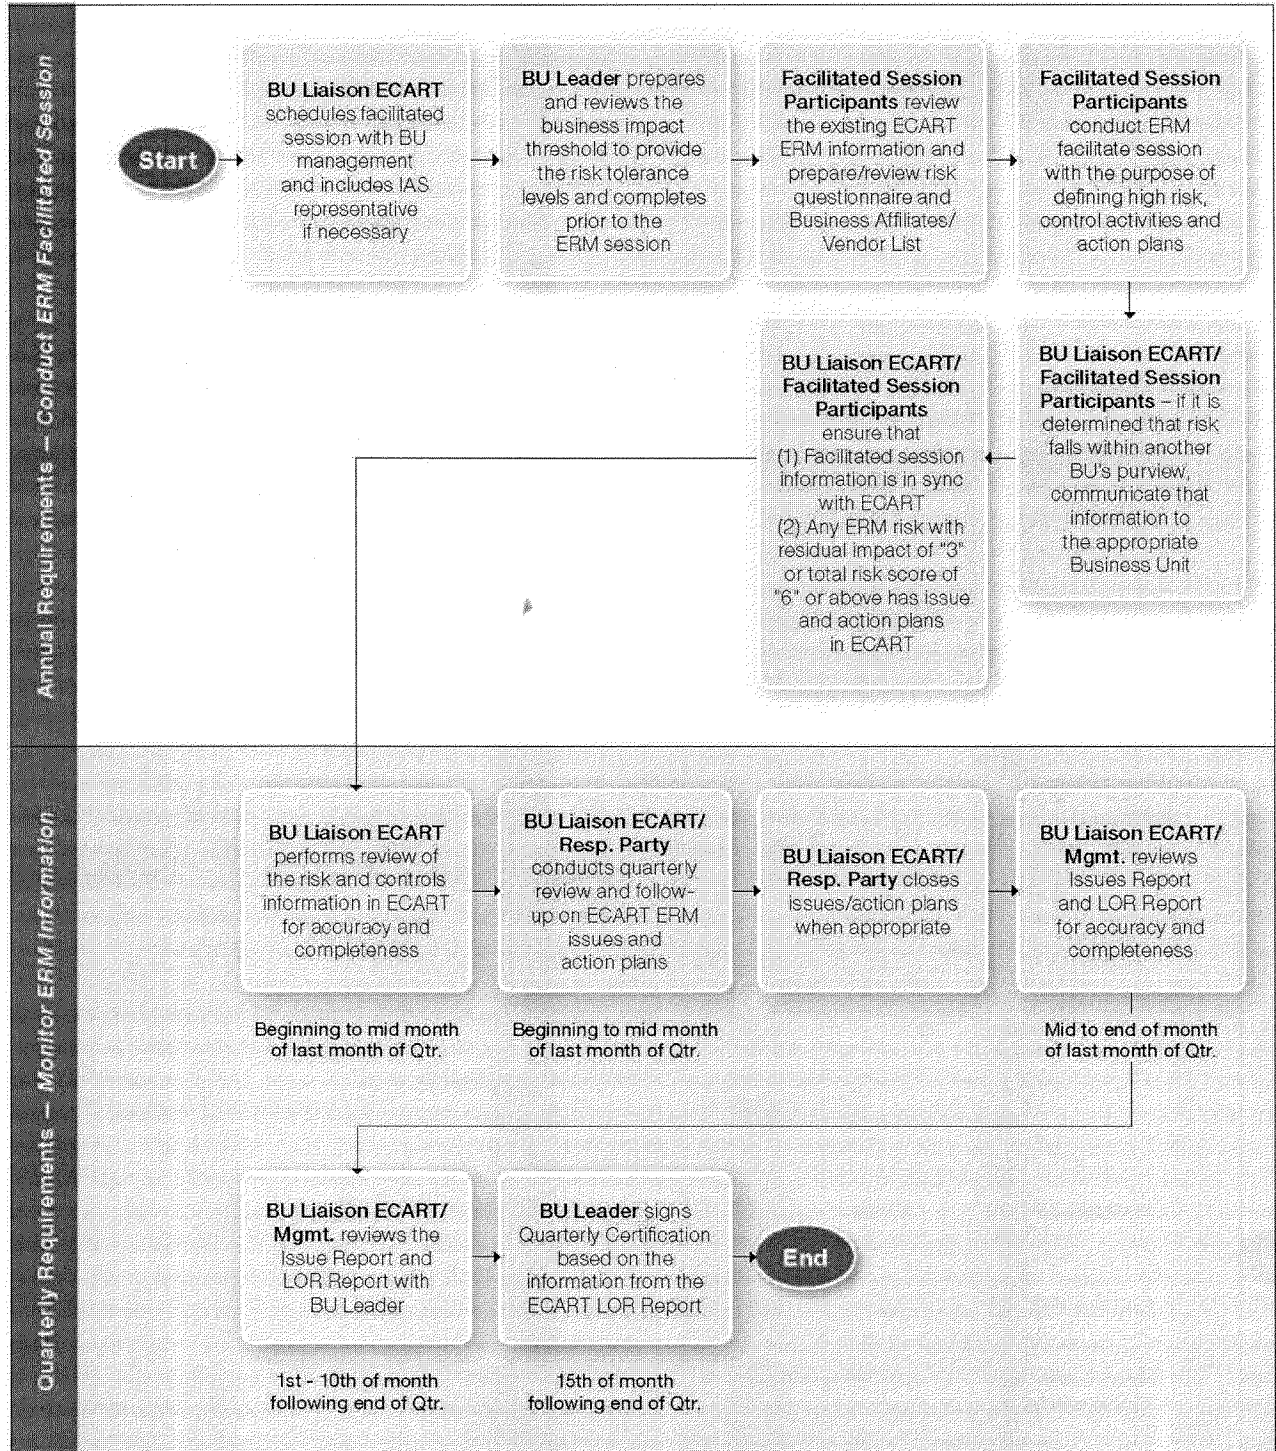 Annual Requirements – Conduct ERM Facilitated Session
Start
BU Liaison ECART
schedules facilitated
session with BU
management
and includes IAS
representative
if necessary
BU Leader prepares
and reviews the
business impact
threshold to provide
the risk tolerance
levels and completes
prior to the
ERM session
Facilitated Session
Participants review
the existing ECART
ERM information and
prepare/review risk
questionnaire and
Business Affiliates/
Vendor List
Facilitated Session
Participants
conduct ERM
facilitate session
with the purpose of
defining high risk,
control activities and
action plans
BU Liaison ECART/
Facilitated Session
Participants – if it is
determined that risk
falls within another
BU's purview,
communicate that
information to
the appropriate
Business Unit
BU Liaison ECART/
Facilitated Session
Participants
ensure that
(1) Facilitated session
information is in sync
with ECART
(2) Any ERM risk with
residual impact of "3"
or total risk score of
"6" or above has issue
and action plans
in ECART
Quarterly Requirements – Monitor ERM Information
BU Liaison ECART
performs review of
the risk and controls
information in ECART
for accuracy and
completeness
Beginning to mid month
of last month of Qtr.
BU Liaison ECART/
Resp. Party
conducts quarterly
review and follow-
up on ECART ERM
issues and
action plans
Beginning to mid month
of last month of Qtr.
BU Liaison ECART/
Resp. Party closes
issues/action plans
when appropriate
BU Liaison ECART/
Mgmt. reviews
Issues Report
and LOR Report
for accuracy and
completeness
Mid to end of month
of last month of Qtr.
BU Liaison ECART/
Mgmt. reviews the
Issue Report and
LOR Report with
BU Leader
1st - 10th of month
following end of Qtr.
BU Leader signs
Quarterly Certification
based on the
information from the
ECART LOR Report
15th of month
following end of Qtr.
End